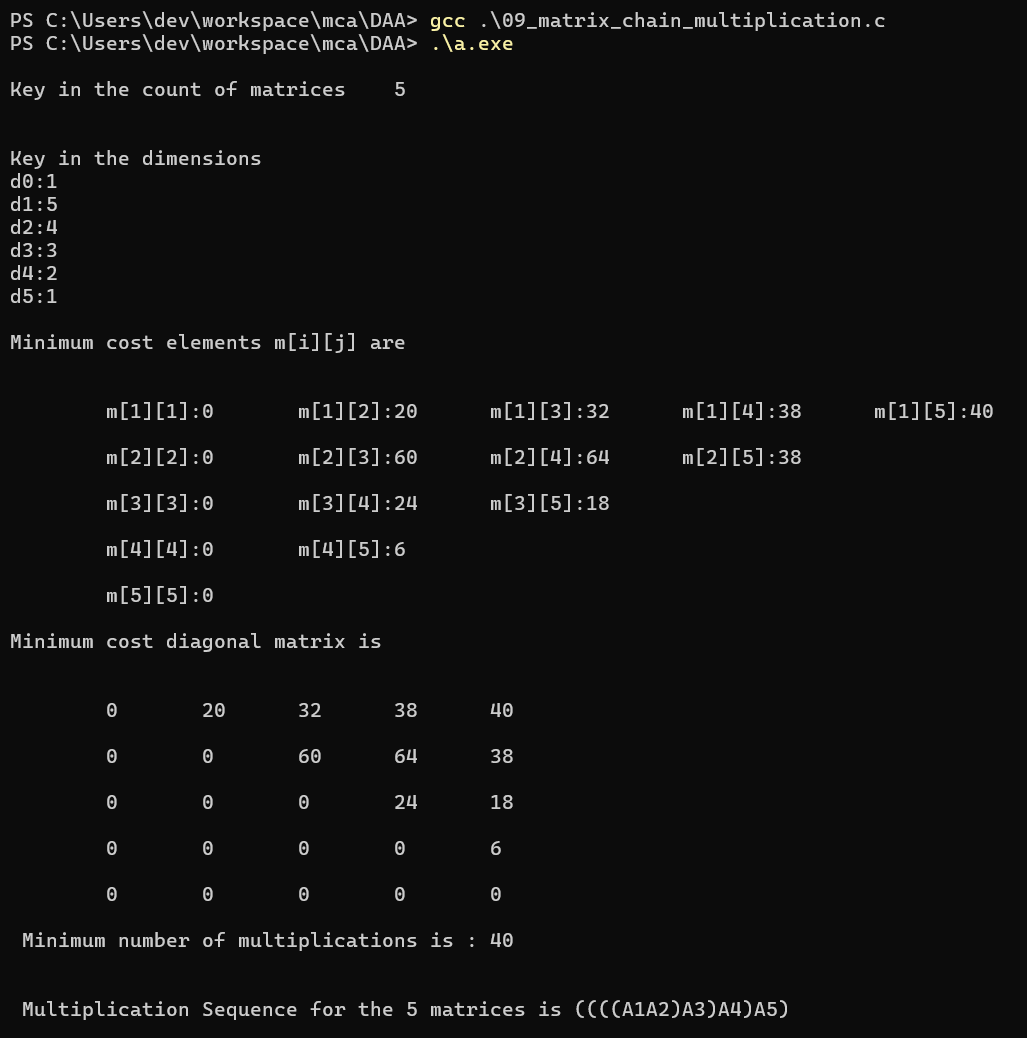 PS C:\Users\dev\workspace\mca\DAA> gcc .\09_matrix_chain_multiplication.c
PS C:\Users\dev\workspace\mca\DAA> .\a.exe
Key in the count of matrices    5
Key in the dimensions
d0:1
d1:5
d2:4
d3:3
d4:2
d5:1
Minimum cost elements m[i][j] are
m[1][1]:0       m[1][2]:20      m[1][3]:32      m[1][4]:38      m[1][5]:40
m[2][2]:0       m[2][3]:60      m[2][4]:64      m[2][5]:38
m[3][3]:0       m[3][4]:24      m[3][5]:18
m[4][4]:0       m[4][5]:6
m[5][5]:0
Minimum cost diagonal matrix is
0       20      32      38      40
0       0       60      64      38
0       0       0       24      18
0       0       0       0       6
0       0       0       0       0
Minimum number of multiplications is : 40
Multiplication Sequence for the 5 matrices is ((((A1A2)A3)A4)A5)